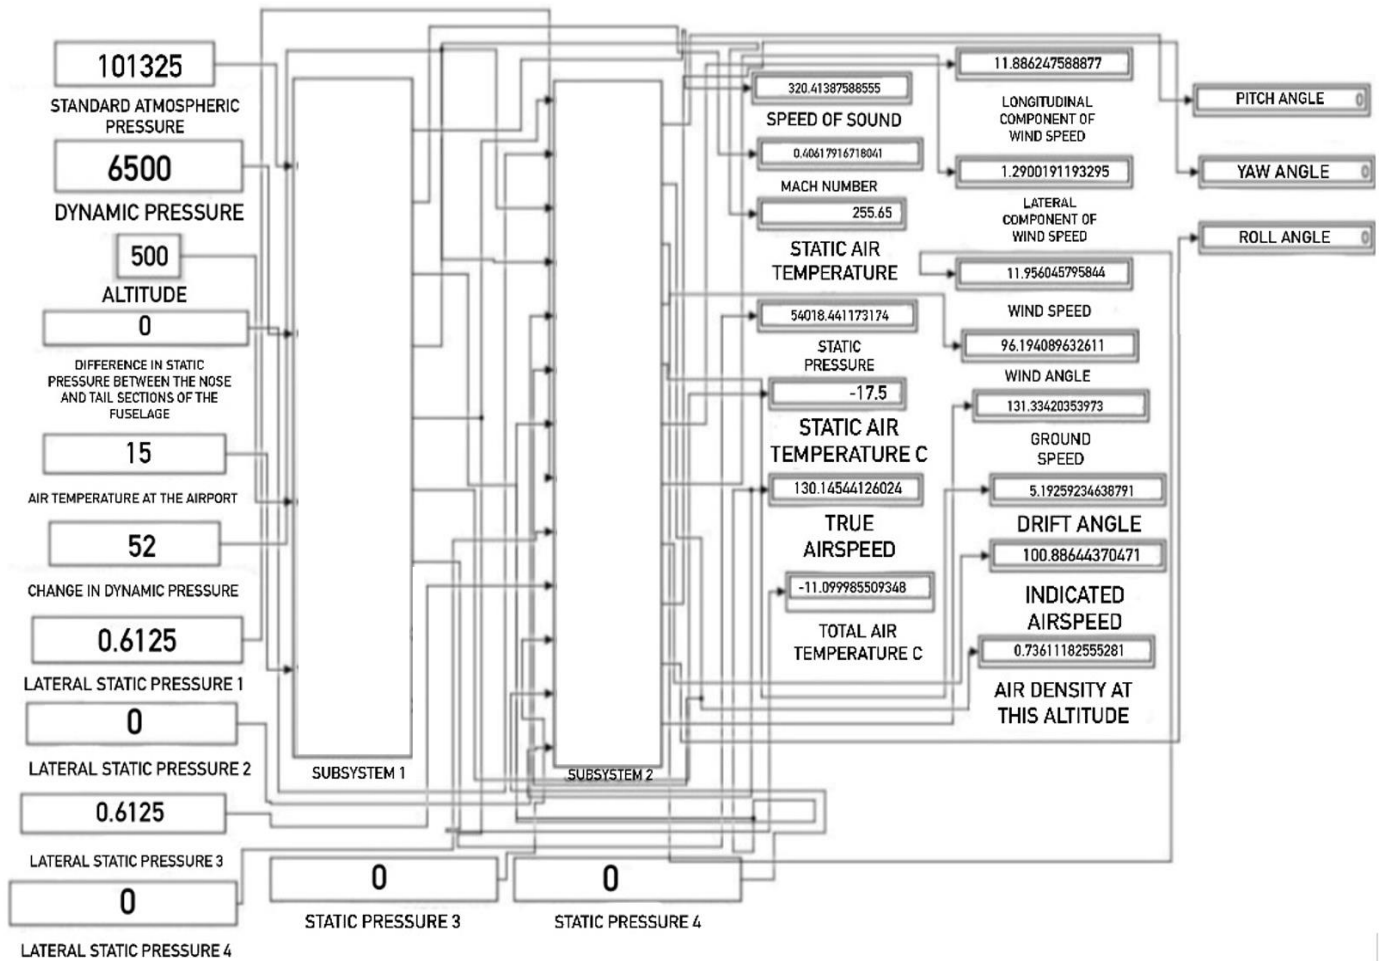 101325
STANDARD ATMOSPHERIC
PRESSURE
6500
DYNAMIC PRESSURE
500
ALTITUDE
0
DIFFERENCE IN STATIC
PRESSURE BETWEEN THE NOSE
AND TAIL SECTIONS OF THE
FUSELAGE
15
AIR TEMPERATURE AT THE AIRPORT
52
CHANGE IN DYNAMIC PRESSURE
0.6125
LATERAL STATIC PRESSURE 1
0
LATERAL STATIC PRESSURE 2
0.6125
LATERAL STATIC PRESSURE 3
0
LATERAL STATIC PRESSURE 4
SUBSYSTEM 1
0
STATIC PRESSURE 3
SUBSYSTEM 2
0
STATIC PRESSURE 4
320.41387588555
SPEED OF SOUND
0.40617916718041
MACH NUMBER
255.65
STATIC AIR
TEMPERATURE
54018.441173174
STATIC
PRESSURE
-17.5
STATIC AIR
TEMPERATURE C
130.14544126024
TRUE
AIRSPEED
-11.099985509348
TOTAL AIR
TEMPERATURE C
11.886247588877
LONGITUDINAL
COMPONENT OF
WIND SPEED
1.2900191193295
LATERAL
COMPONENT OF
WIND SPEED
11.956045795844
WIND SPEED
96.194089632611
WIND ANGLE
131.33420353973
GROUND
SPEED
5.19259234638791
DRIFT ANGLE
100.88644370471
INDICATED
AIRSPEED
0.73611182555281
AIR DENSITY AT
THIS ALTITUDE
PITCH ANGLE 0
YAW ANGLE 0
ROLL ANGLE 0